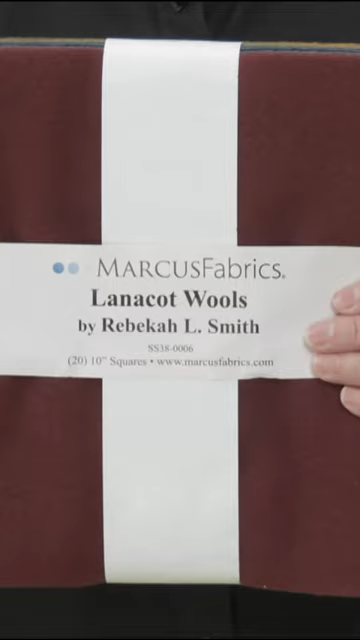 MARCUSFabrics®
Lanacot Wools
by Rebekah L. Smith
SS38-0006
(20) 10" Squares • www.marcusfabrics.com